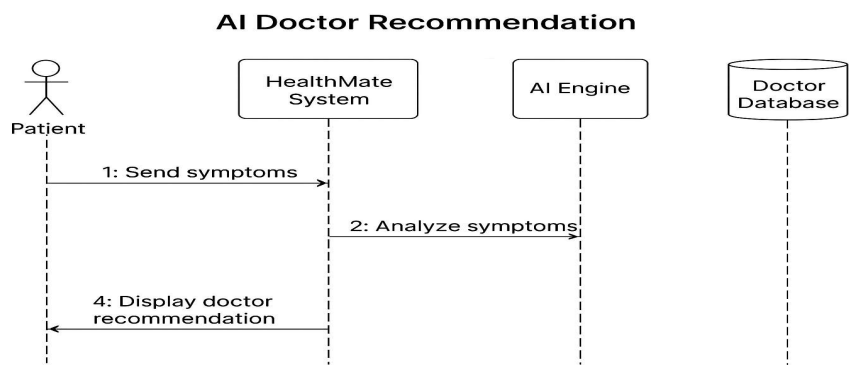 AI Doctor Recommendation
Patient
HealthMate
System
AI Engine
Doctor
Database
1: Send symptoms
2: Analyze symptoms
4: Display doctor
recommendation